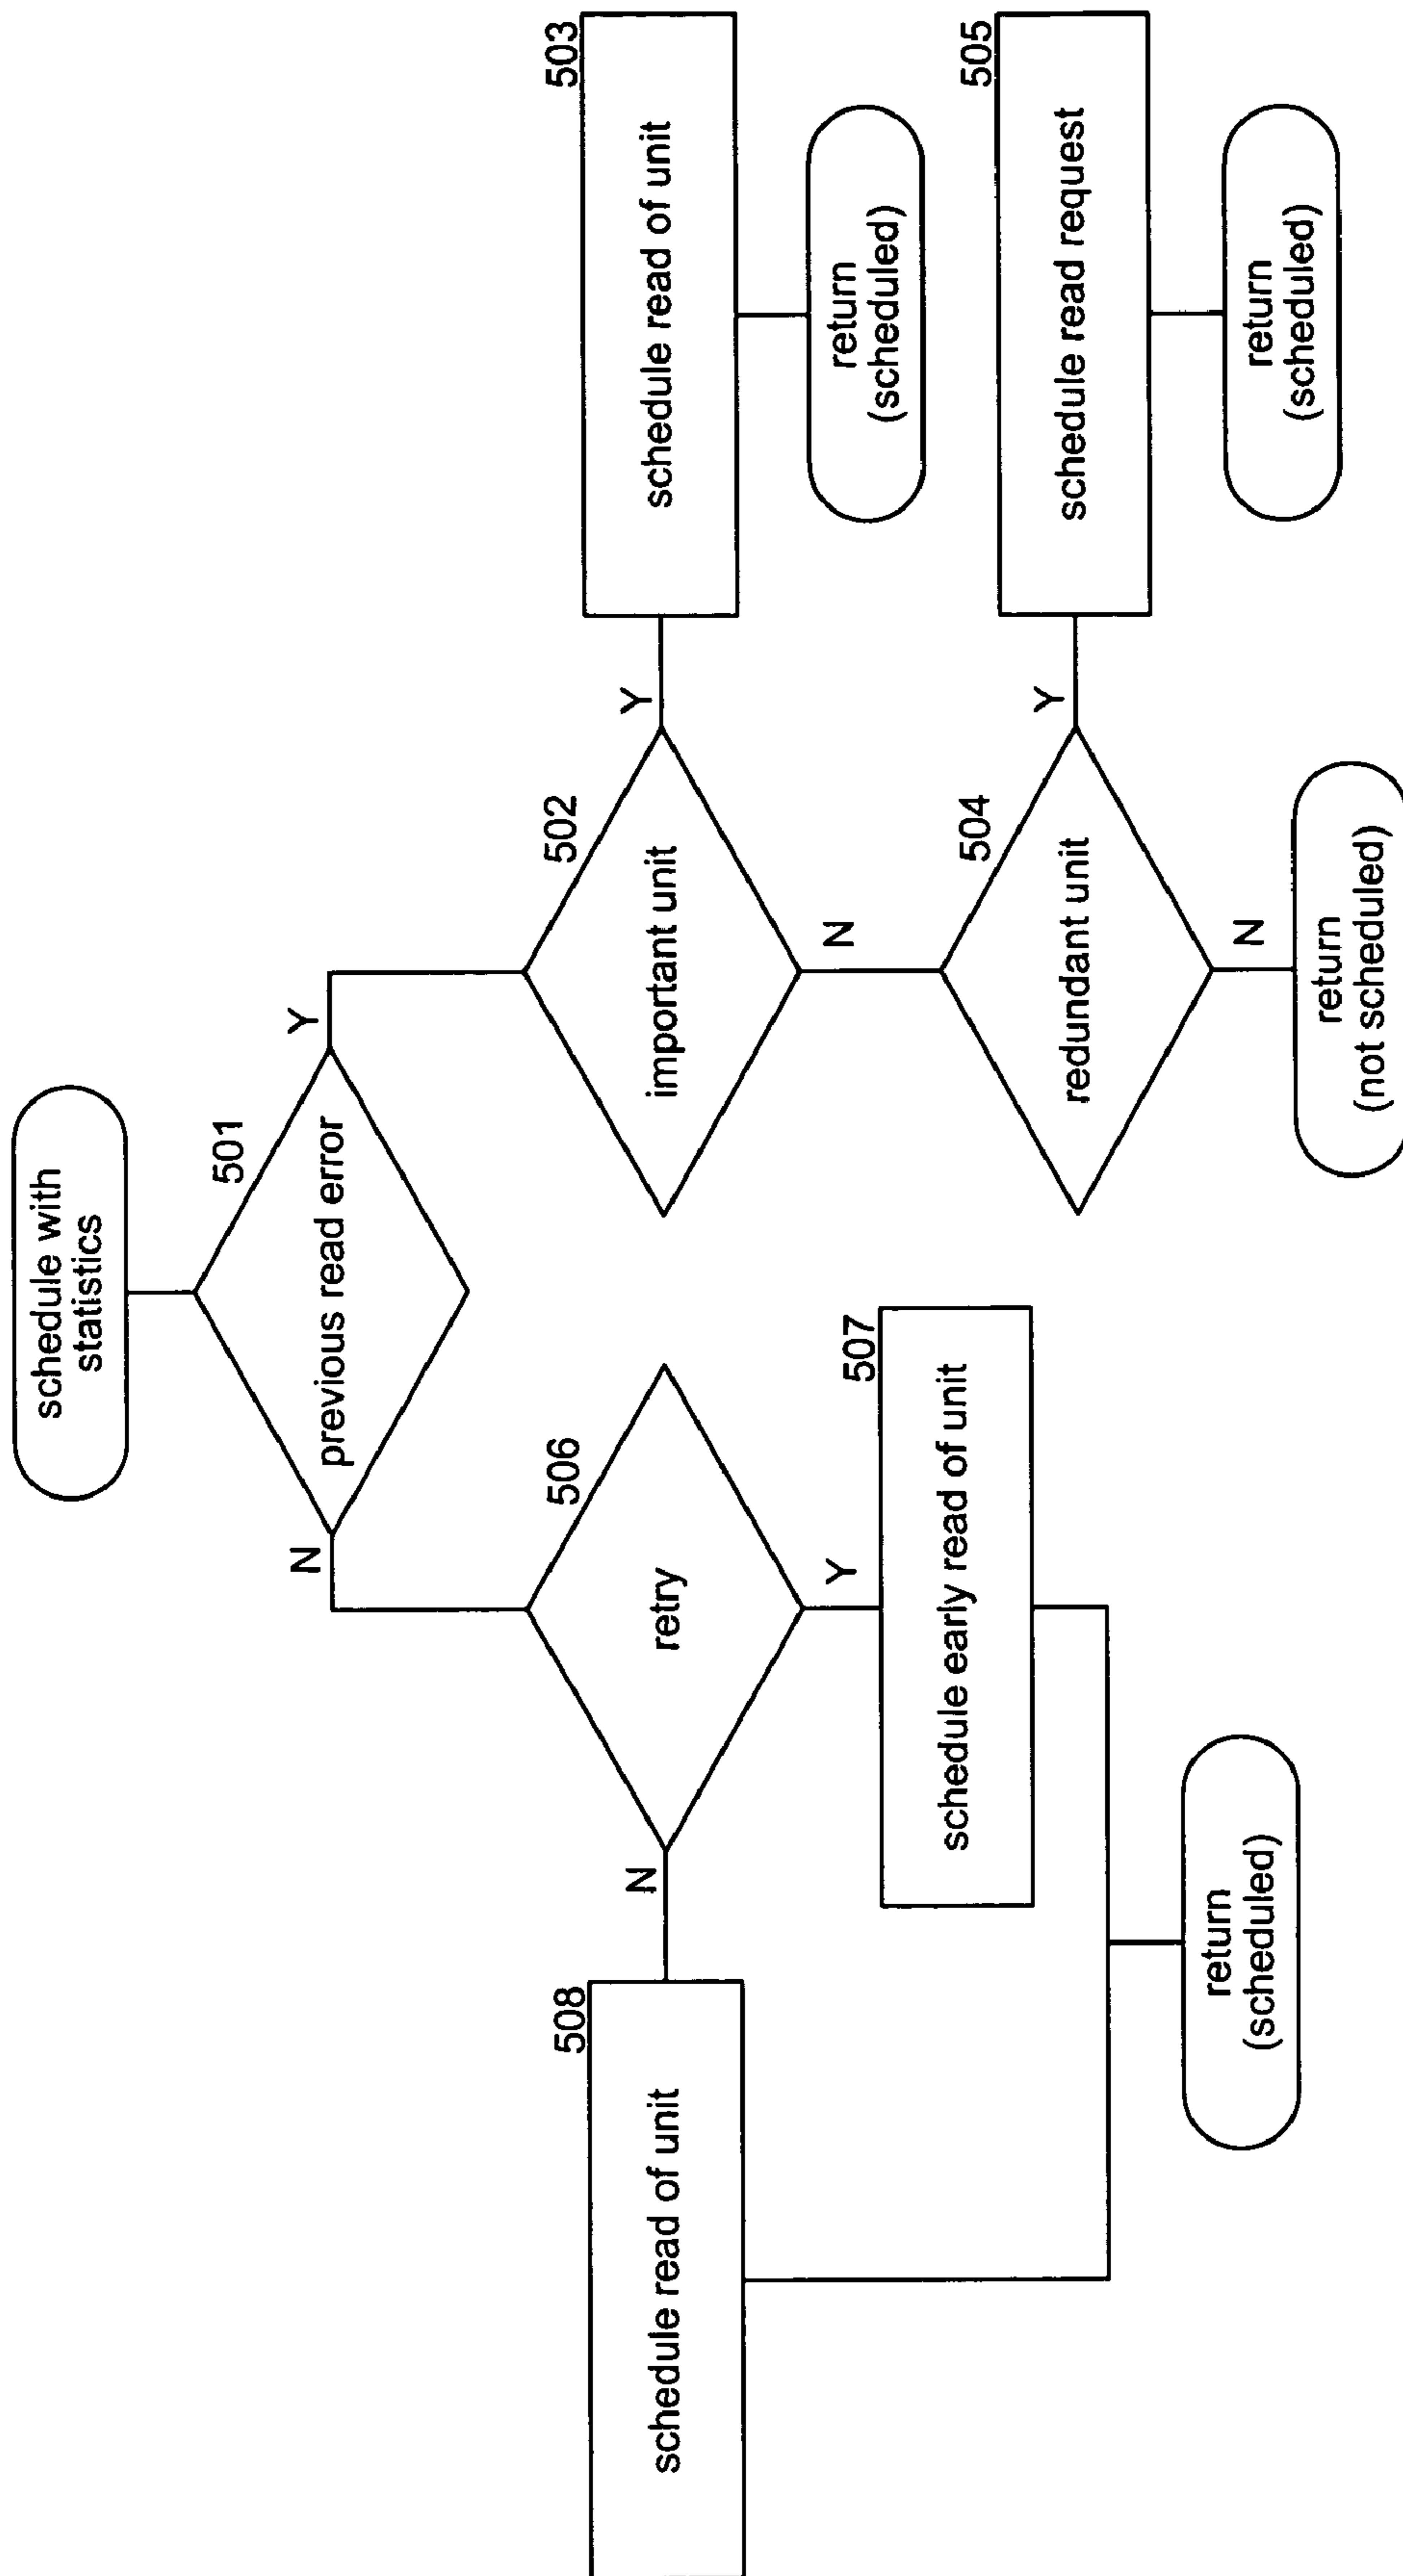 schedule with
statistics
501
previous read error
N
Y
506
retry
N
Y
508
schedule read of unit
507
schedule early read of unit
return
(scheduled)
502
important unit
Y
N
503
schedule read of unit
return
(scheduled)
504
redundant unit
Y
N
505
schedule read request
return
(scheduled)
return
(not scheduled)